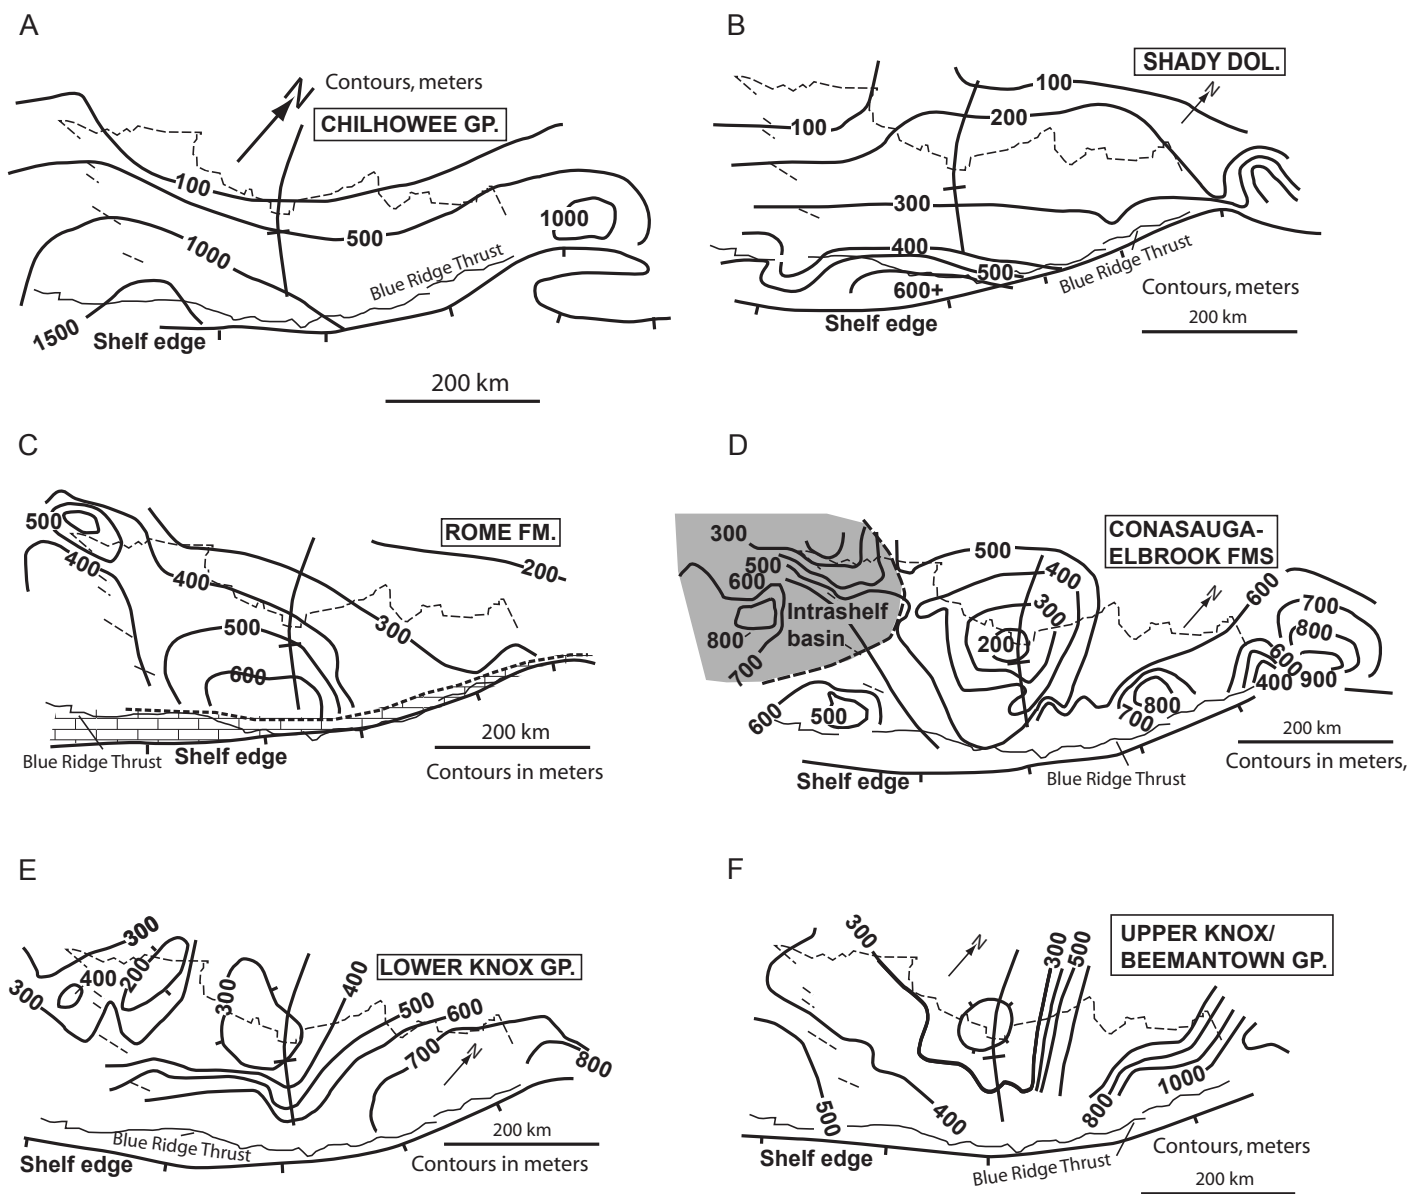 A
N
Contours, meters
CHILHOWEE GP.
100
500
1000
1000
Blue Ridge Thrust
1500
Shelf edge
200 km
B
SHADY DOL.
N
100
100
200
300
400
500
600+
Blue Ridge Thrust
Shelf edge
Contours, meters
200 km
C
ROME FM.
500
400
400
200
500
300
600
Blue Ridge Thrust
Shelf edge
200 km
Contours in meters
D
CONASAUGA-
ELBROOK FMS
N
300
500
600
800
700
Intrashelf
basin
500
400
300
200
600
700
800
600
400
900
600
500
800
700
Shelf edge
Blue Ridge Thrust
200 km
Contours in meters,
E
LOWER KNOX GP.
300
400
200
300
300
400
500
600
700
N
800
Blue Ridge Thrust
Shelf edge
200 km
Contours in meters
F
UPPER KNOX/
BEEMANTOWN GP.
300
N
300
500
500
400
800
1000
Shelf edge
Blue Ridge Thrust
Contours, meters
200 km